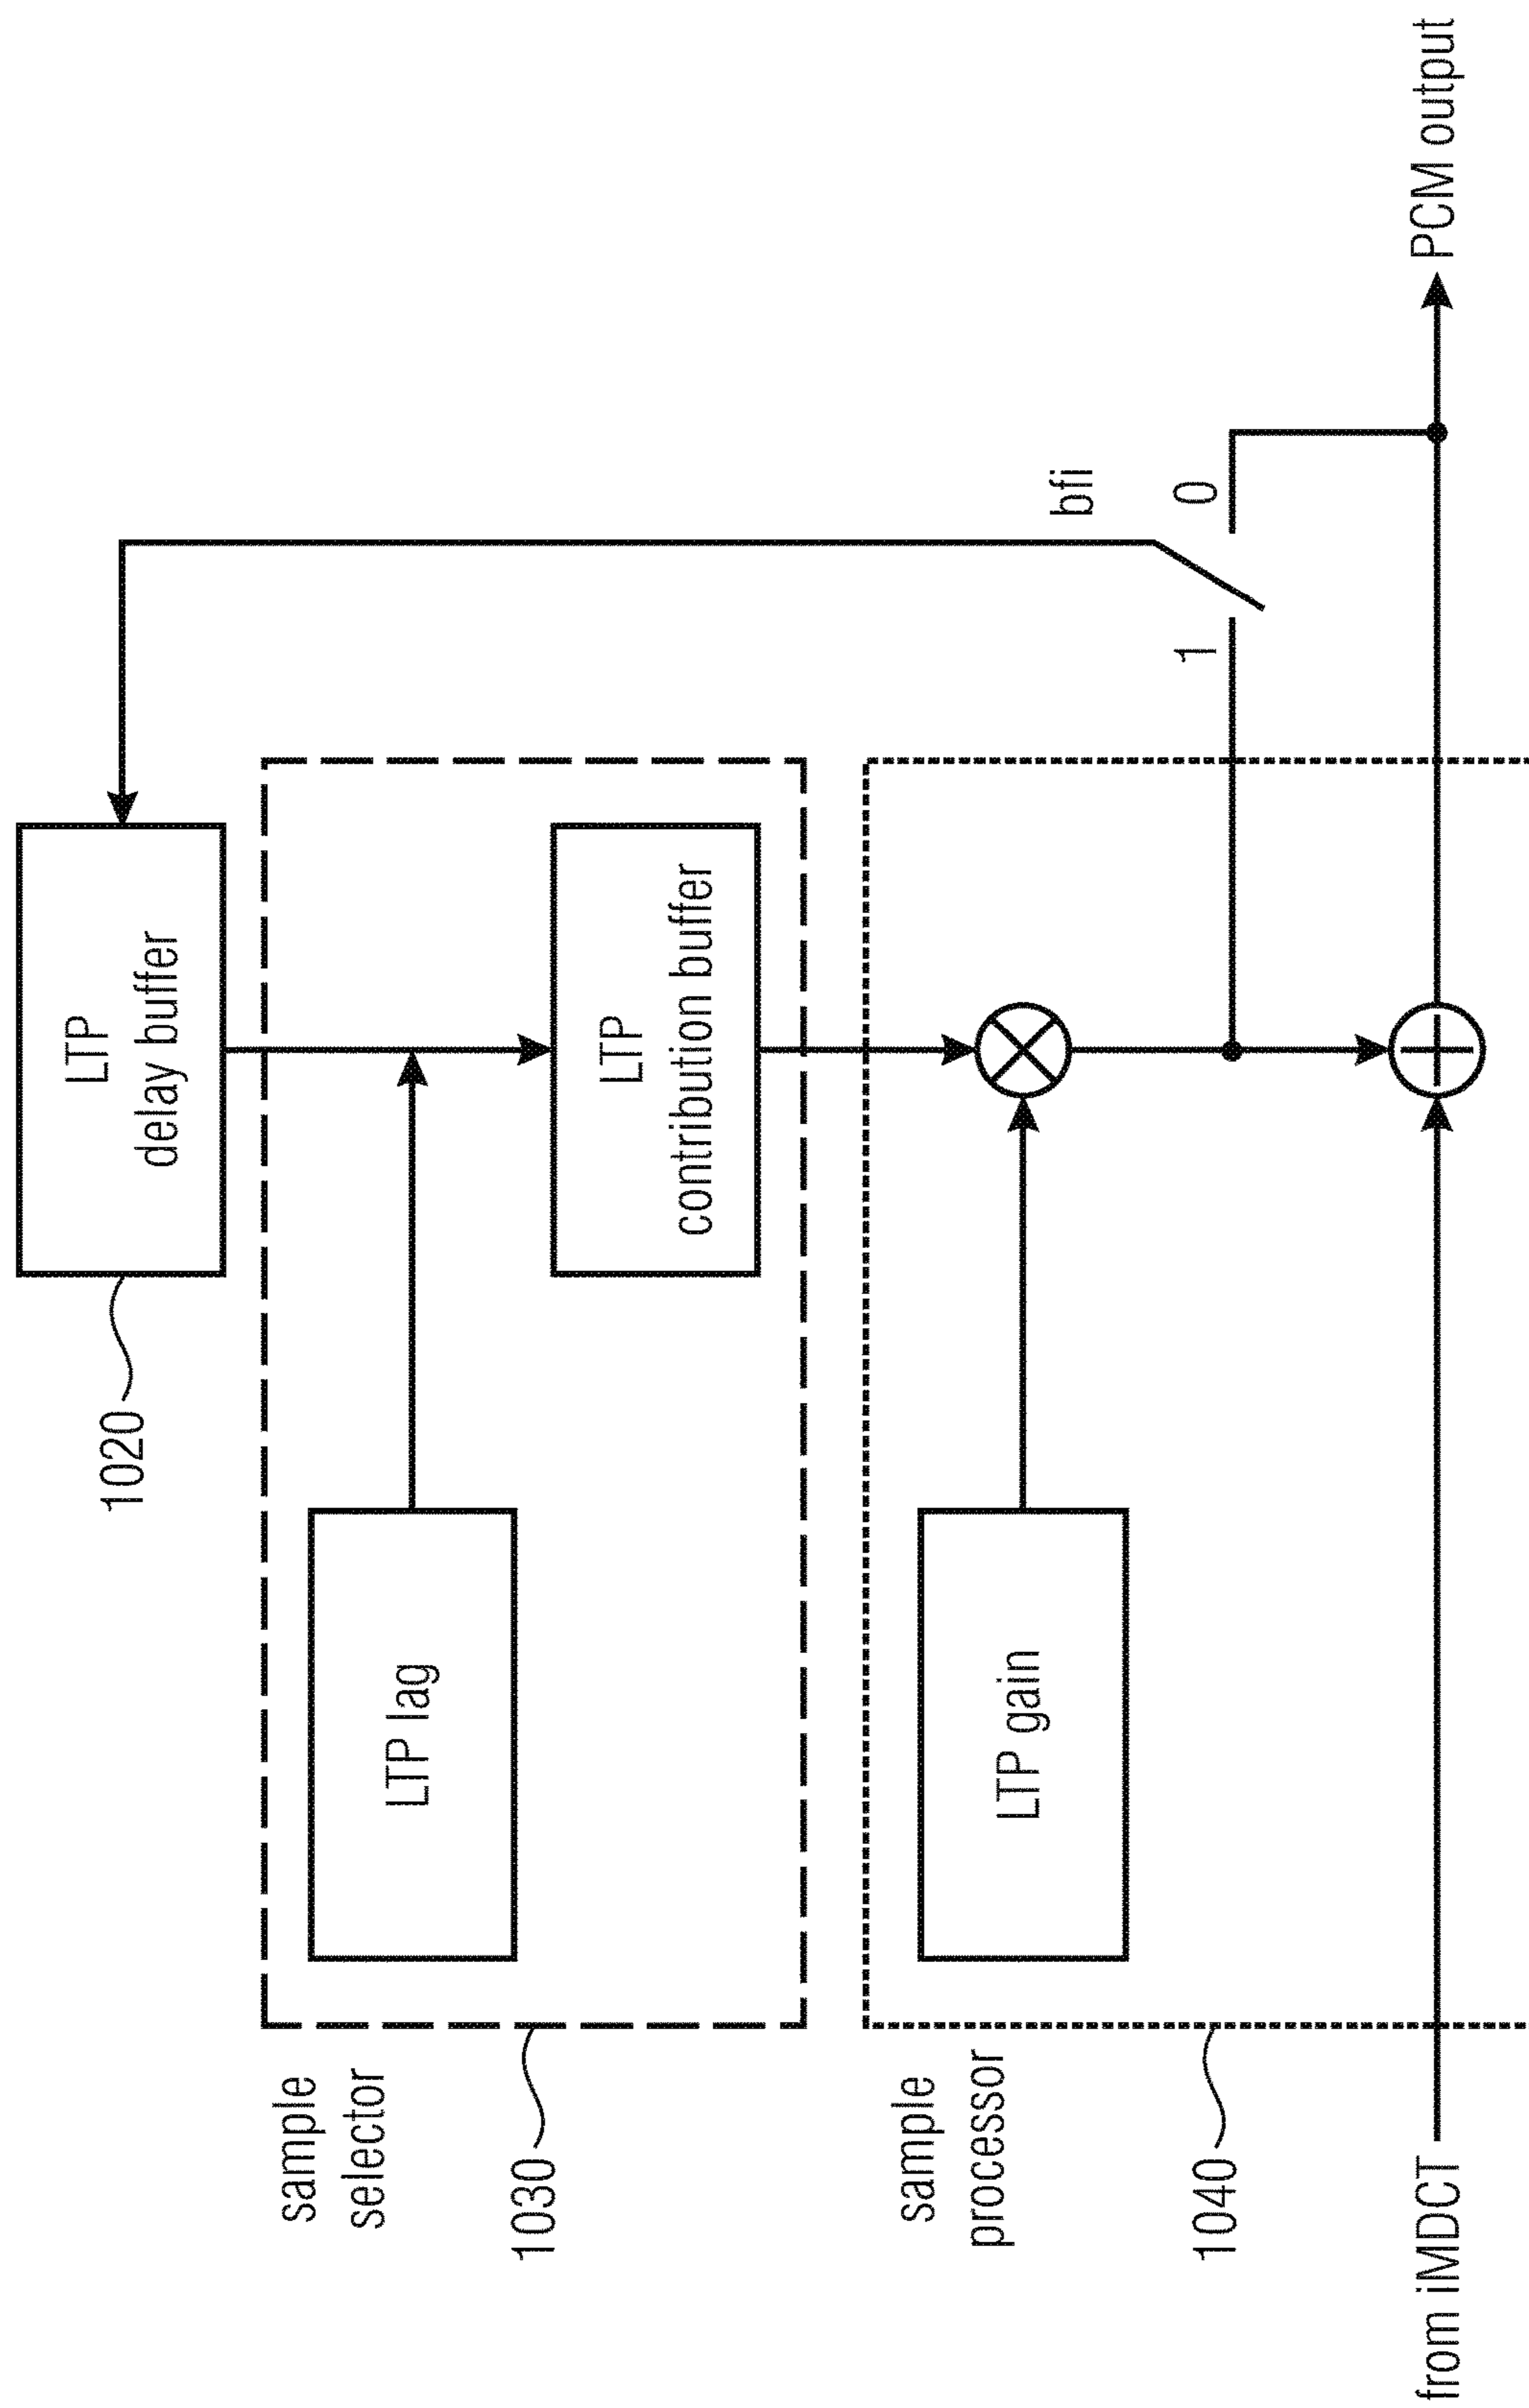 LTP
delay buffer
1020
LTP lag
LTP
contribution buffer
sample
selector
1030
LTP gain
sample
processor
1040
bfi
1
0
from iMDCT
PCM output